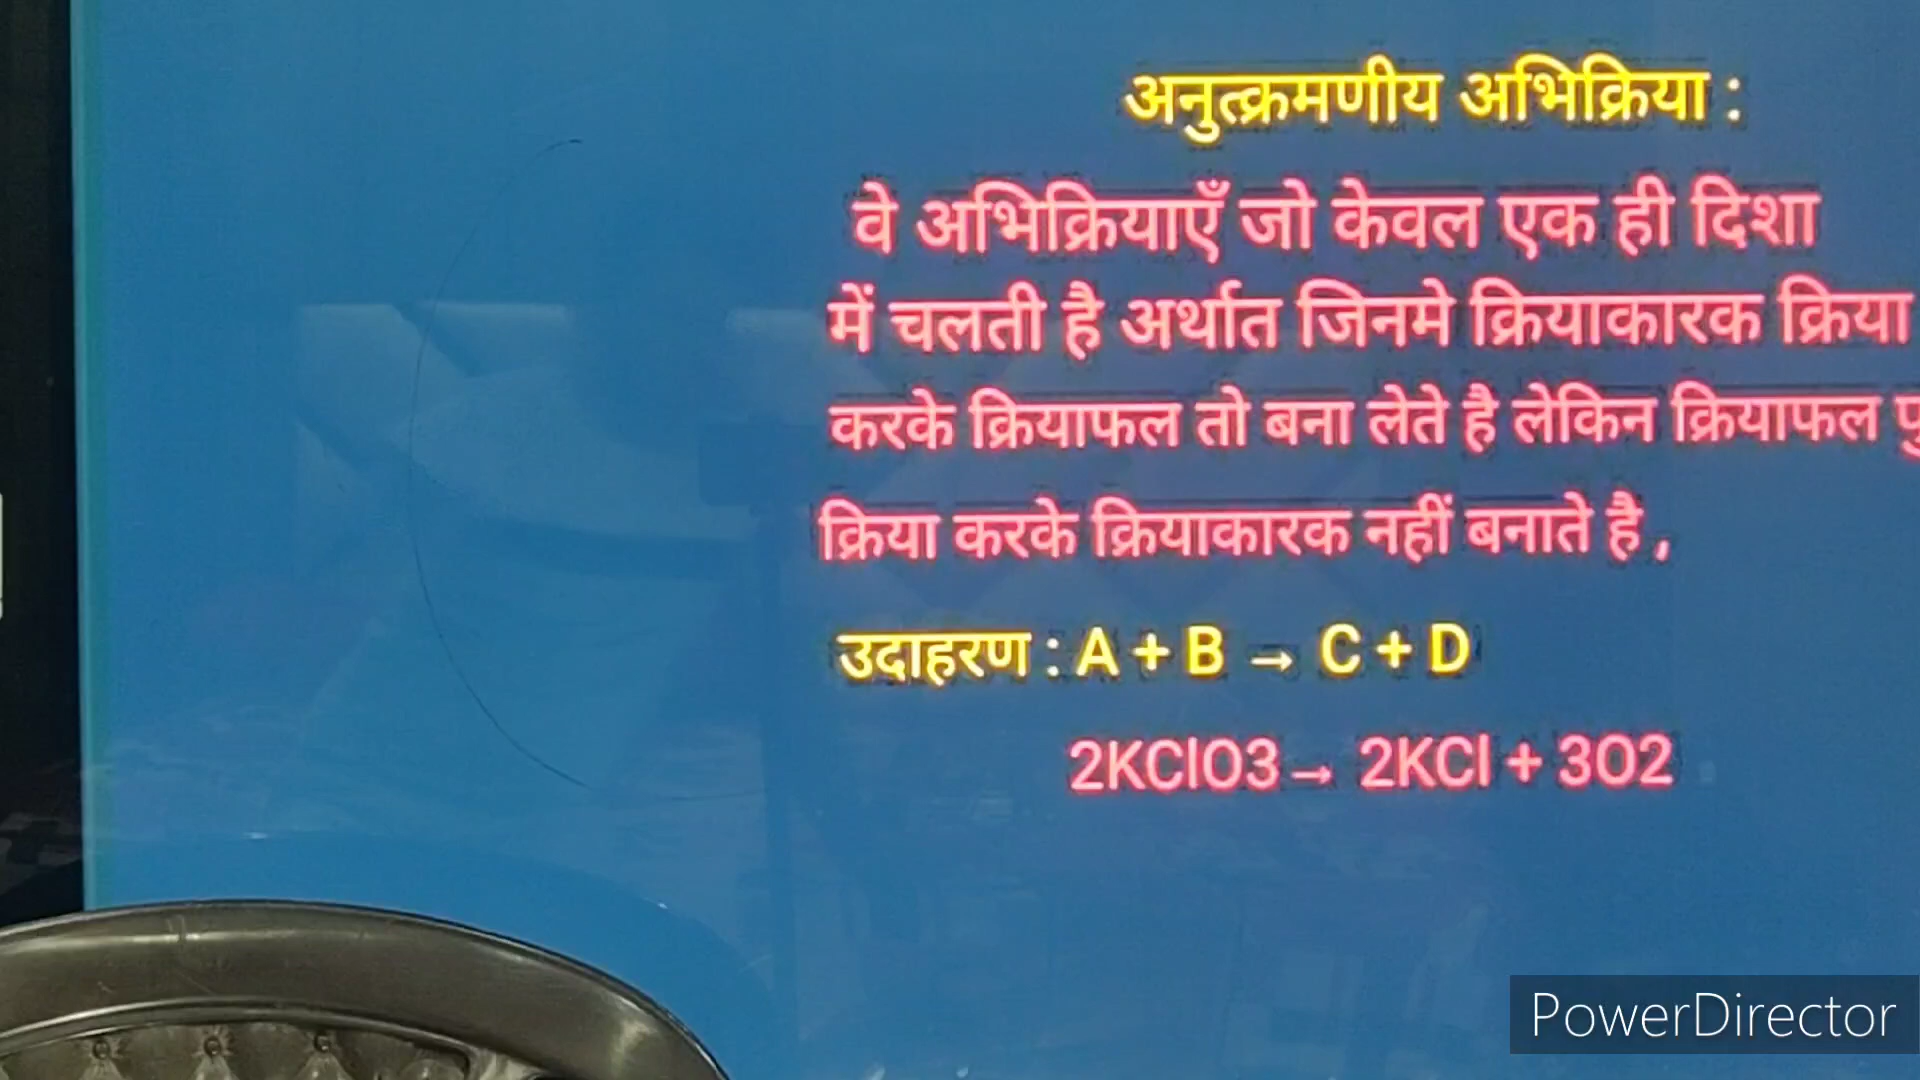 अनुत्क्रमणीय अभिक्रिया :
वे अभिक्रियाएँ जो केवल एक ही दिशा
में चलती है अर्थात जिनमे क्रियाकारक क्रिया
करके क्रियाफल तो बना लेते है लेकिन क्रियाफल
क्रिया करके क्रियाकारक नहीं बनाते है ,
उदाहरण : A + B → C + D
2KClO3→ 2KCl + 3O2
PowerDirector